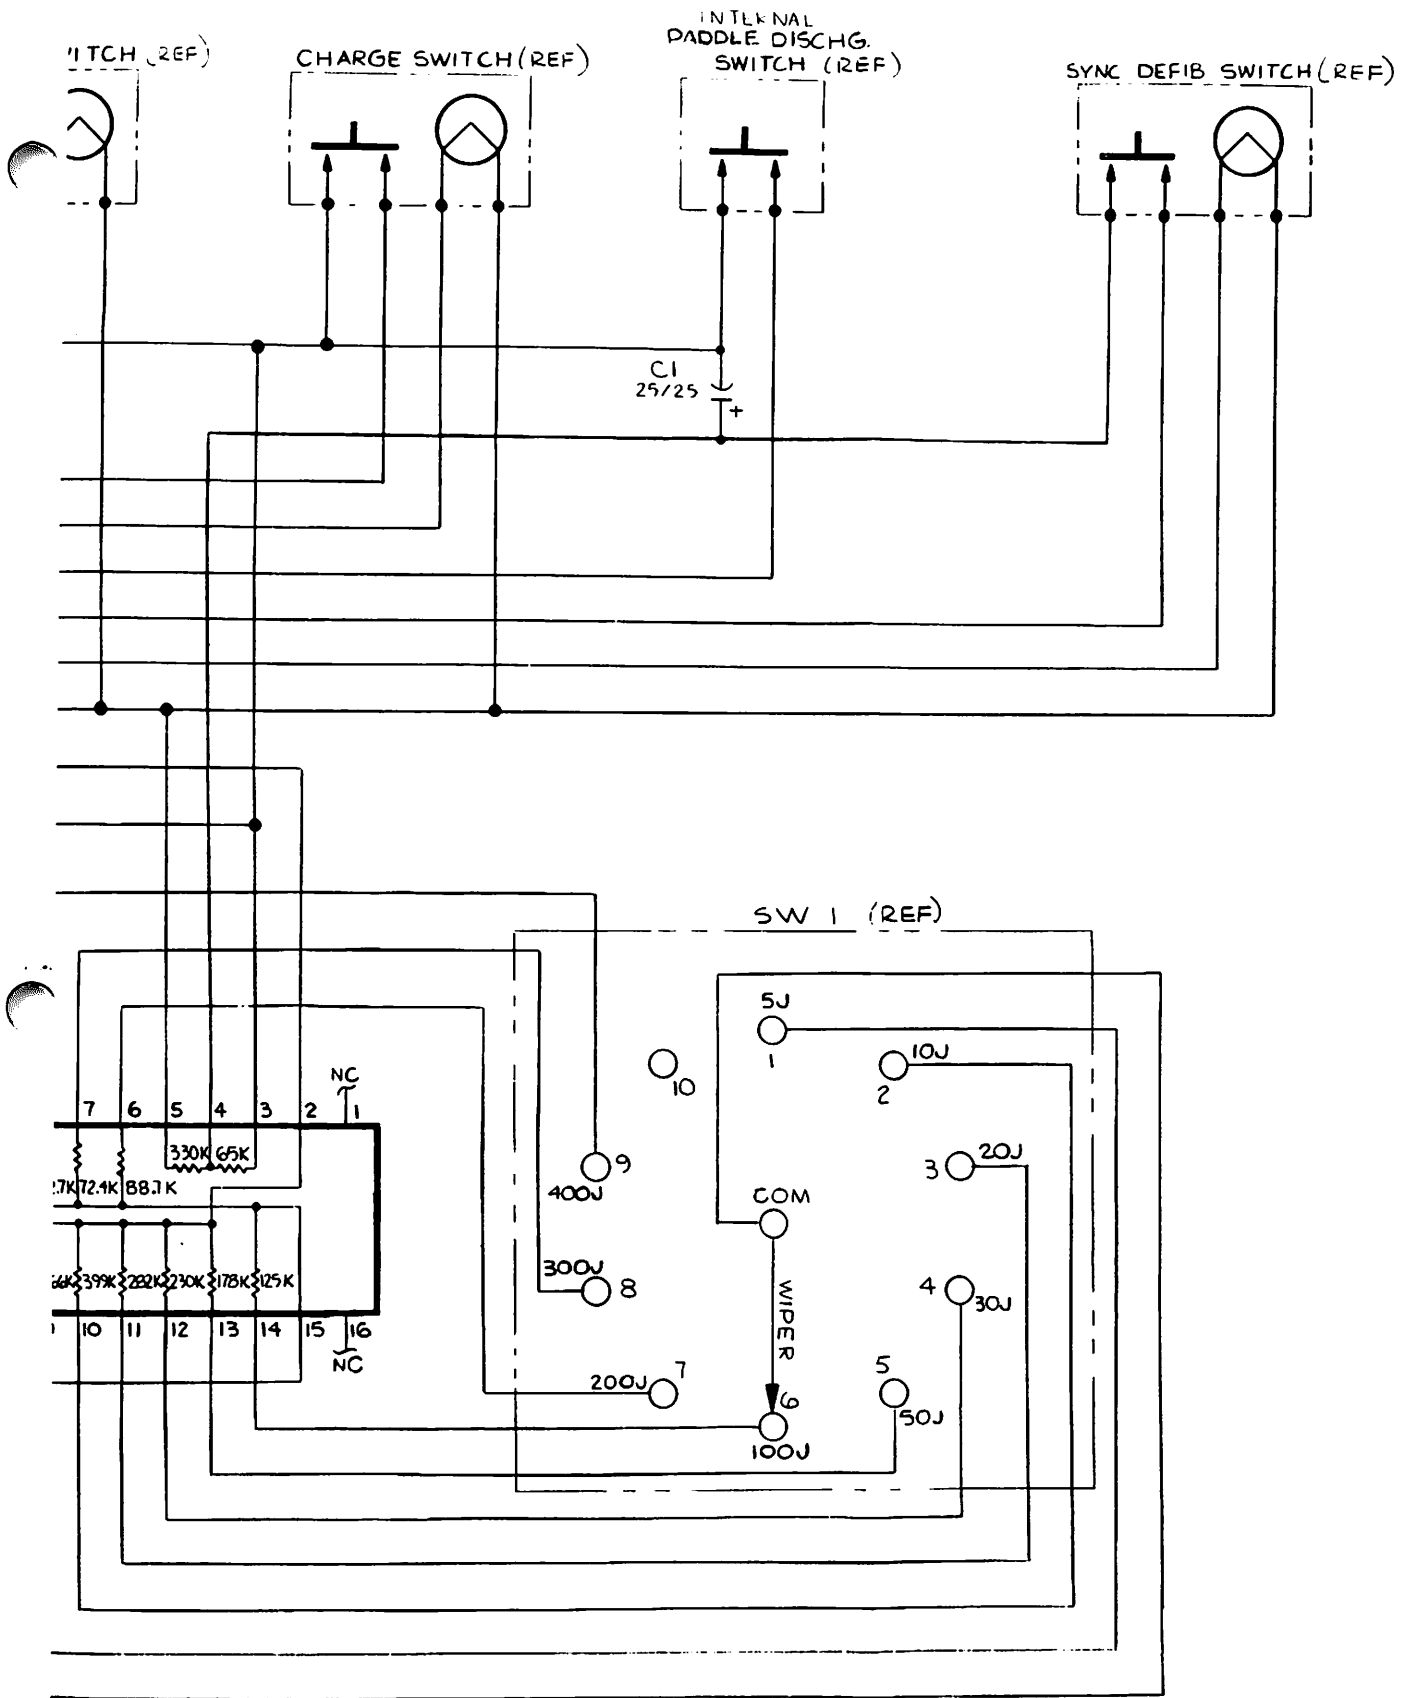 (REF)
CHARGE SWITCH (REF)
INTERNAL
PADDLE DISCHG.
SWITCH (REF)
SYNC DEFIB SWITCH (REF)
C1
25/25
+
SW 1 (REF)
5J
1
10J
2
10
NC
7 6 5 4 3 2 1
330K 65K
72.4K 88.7K
9
400J
3
20J
COM
300J
8
4
30J
399K 282K 230K 178K 125K
WIPER
10 11 12 13 14 15 16
NC
200J
7
5
50J
6
100J